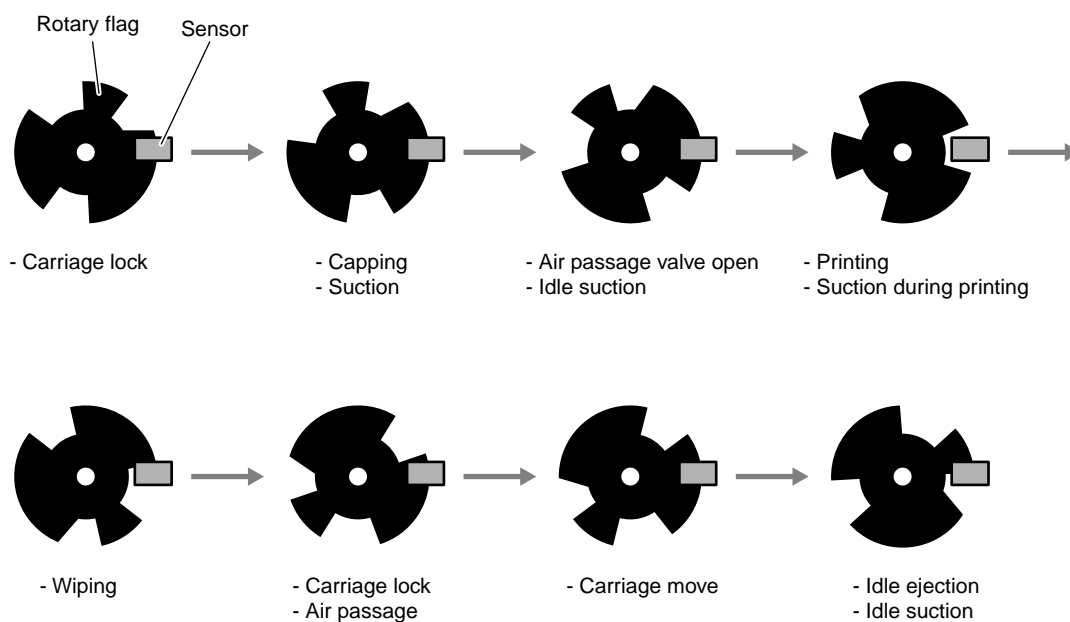 Rotary flag
Sensor
- Carriage lock
- Capping
- Suction
- Air passage valve open
- Idle suction
- Printing
- Suction during printing
- Wiping
- Carriage lock
- Air passage
- Carriage move
- Idle ejection
- Idle suction